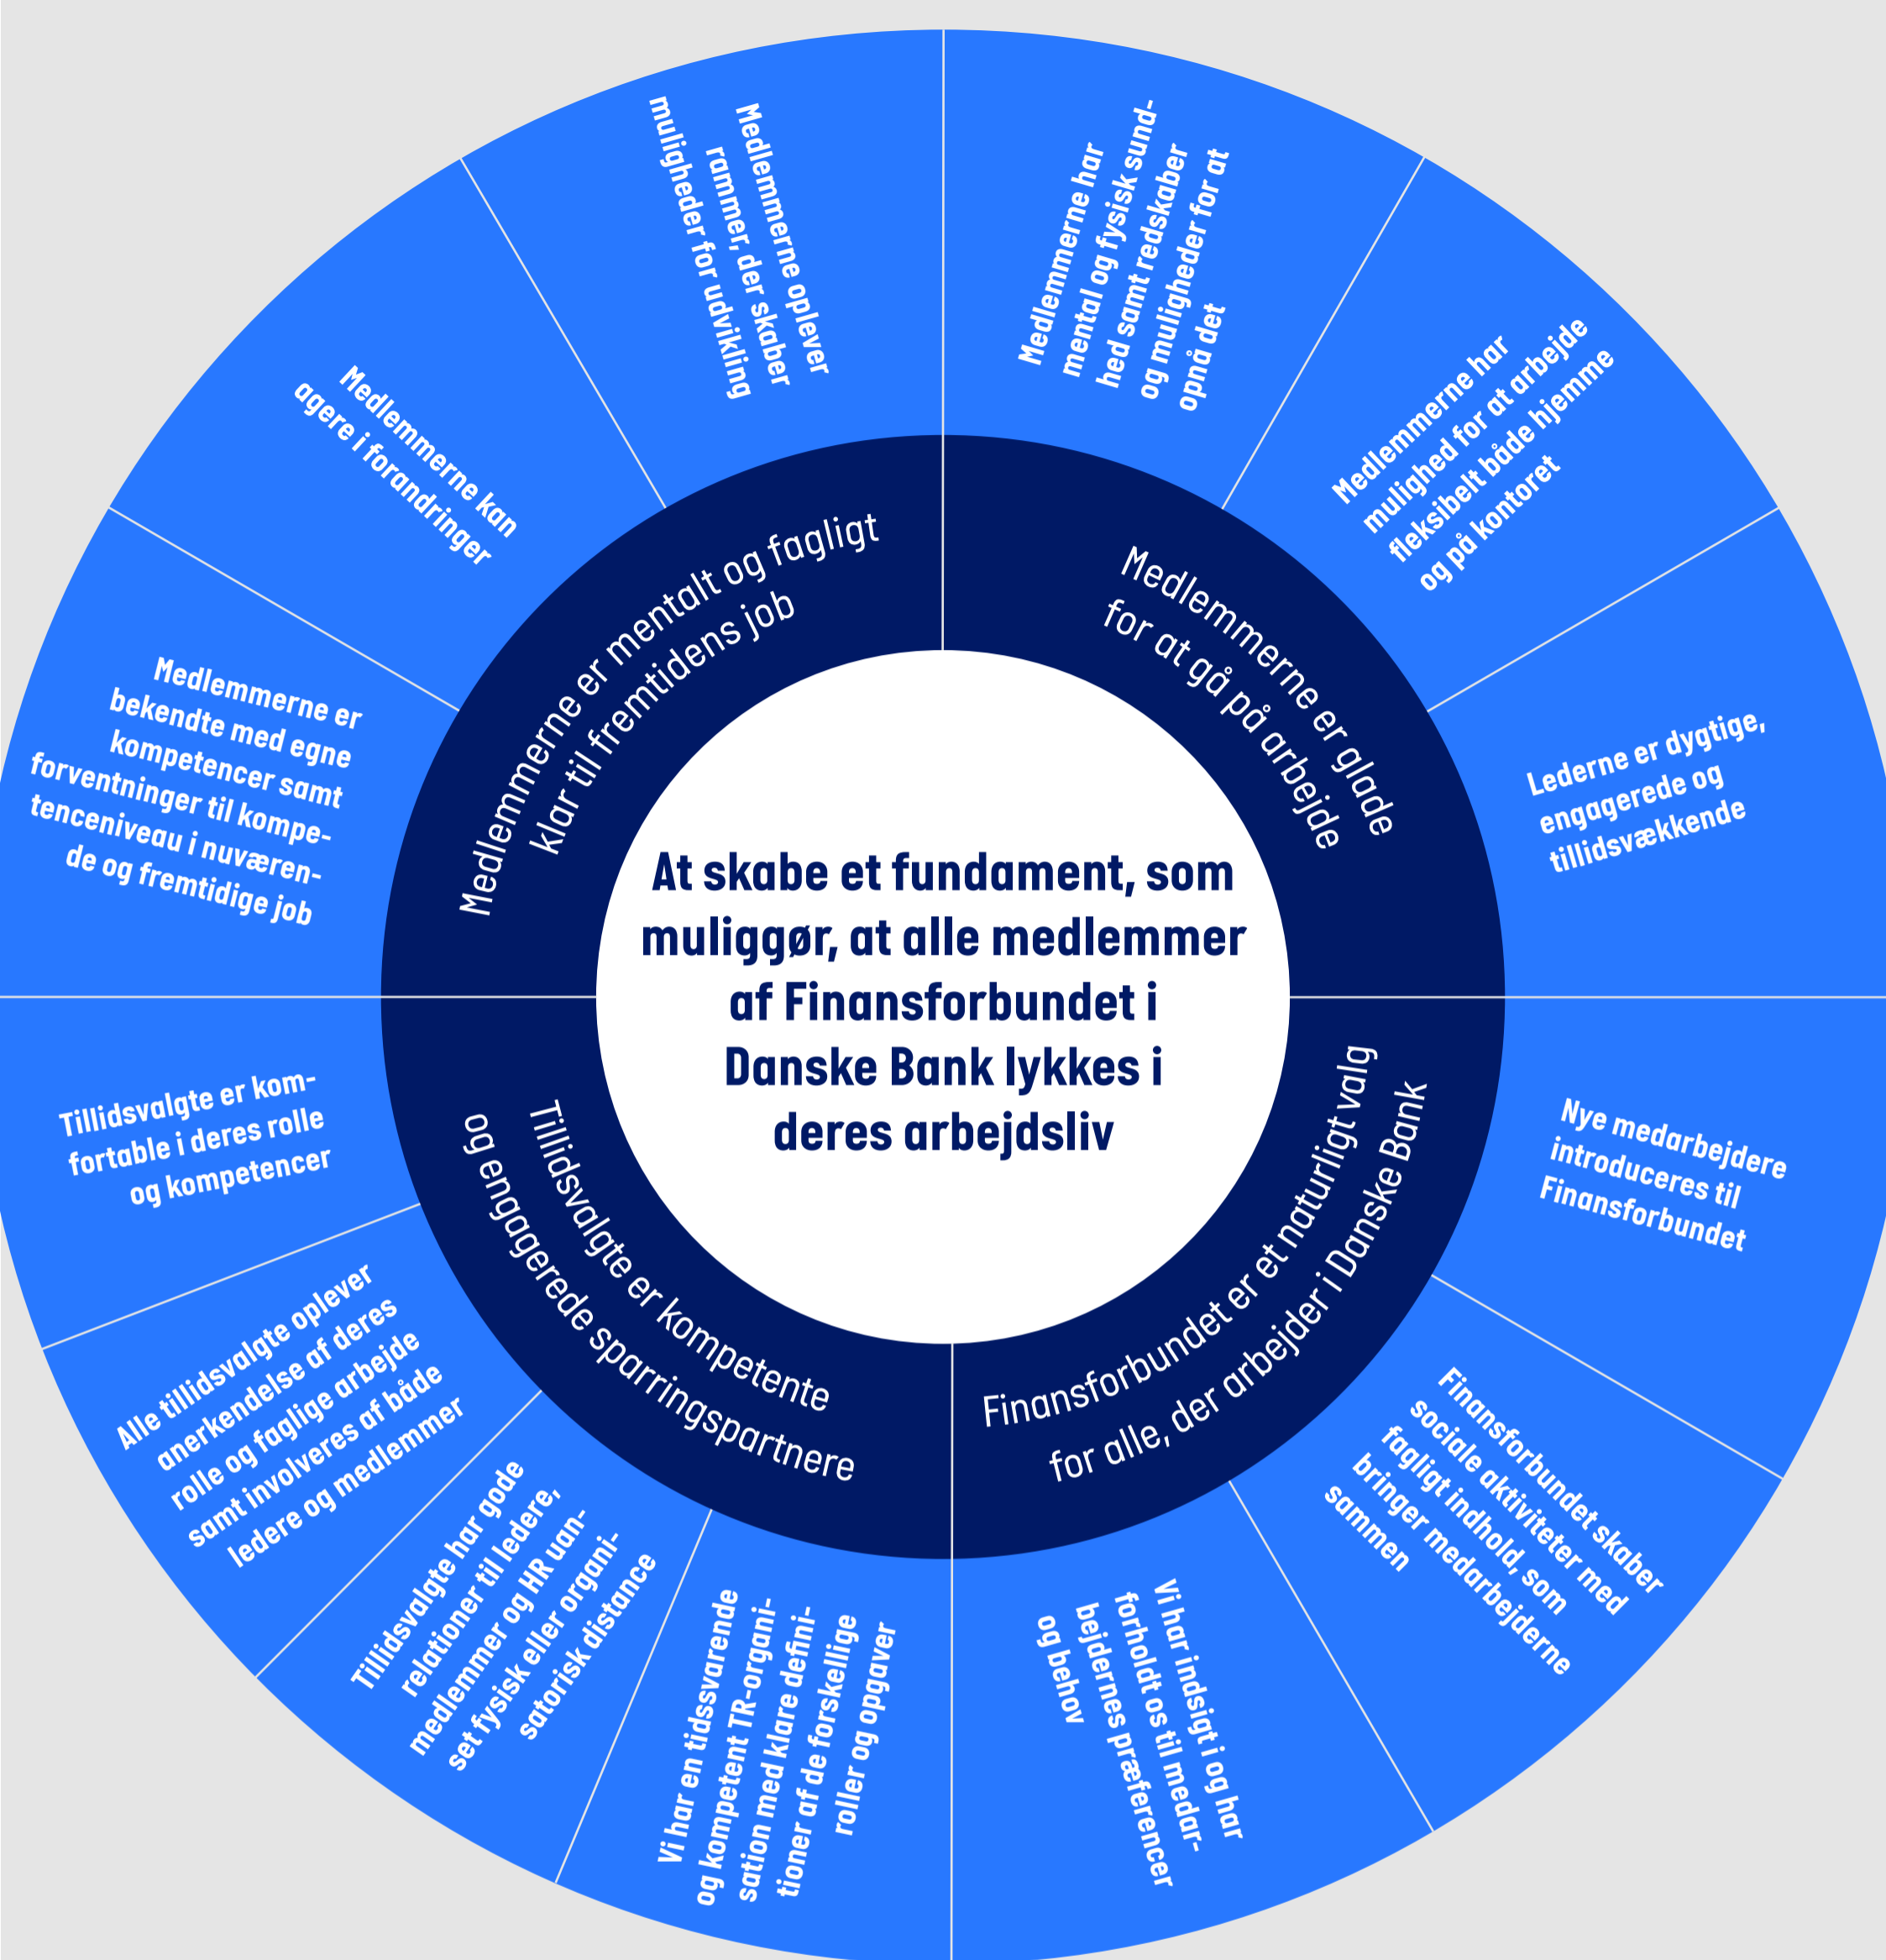 At skabe et fundament, som
muliggør, at alle medlemmer
af Finansforbundet i
Danske Bank lykkes i
deres arbejdsliv
Medlemmerne er glade
for at gå på arbejde
Medlemmerne har
mental og fysisk sund-
hed samt redskaber
og muligheder for at
opnå det
Medlemmerne har
mulighed for at arbejde
fleksibelt både hjemme
og på kontoret
Lederne er dygtige,
engagerede og
tillidsvækkende
Finansforbundet er et naturligt valg
for alle, der arbejder i Danske Bank
Nye medarbejdere
introduceres til
Finansforbundet
Finansforbundet skaber
sociale aktiviteter med
fagligt indhold, som
bringer medarbejderne
sammen
Vi har indsigt i og har
forholdt os til medar-
bejdernes præferencer
og behov
Tillidsvalgte er kompetente
og engagerede sparringspartnere
Vi har en tidssvarende
og kompetent TR-organi-
sation med klare defini-
tioner af de forskellige
roller og opgaver
Tilidsvalgte har gode
relationer til ledere,
medlemmer og HR uan-
set fysisk eller organi-
satorisk distance
Alle tillidsvalgte oplever
anerkendelse af deres
rolle og faglige arbejde
samt involveres af både
ledere og medlemmer
Tillidsvalgte er kom-
fortable i deres rolle
og kompetencer
Medlemmerne er mentalt og fagligt
klar til fremtidens job
Medlemmerne er
bekendte med egne
kompetencer samt
forventninger til kompe-
tenceniveau i nuværen-
de og fremtidige job
Medlemmerne kan
agere i forandringer
Medlemmerne oplever
rammer, der skaber
muligheder for udvikling